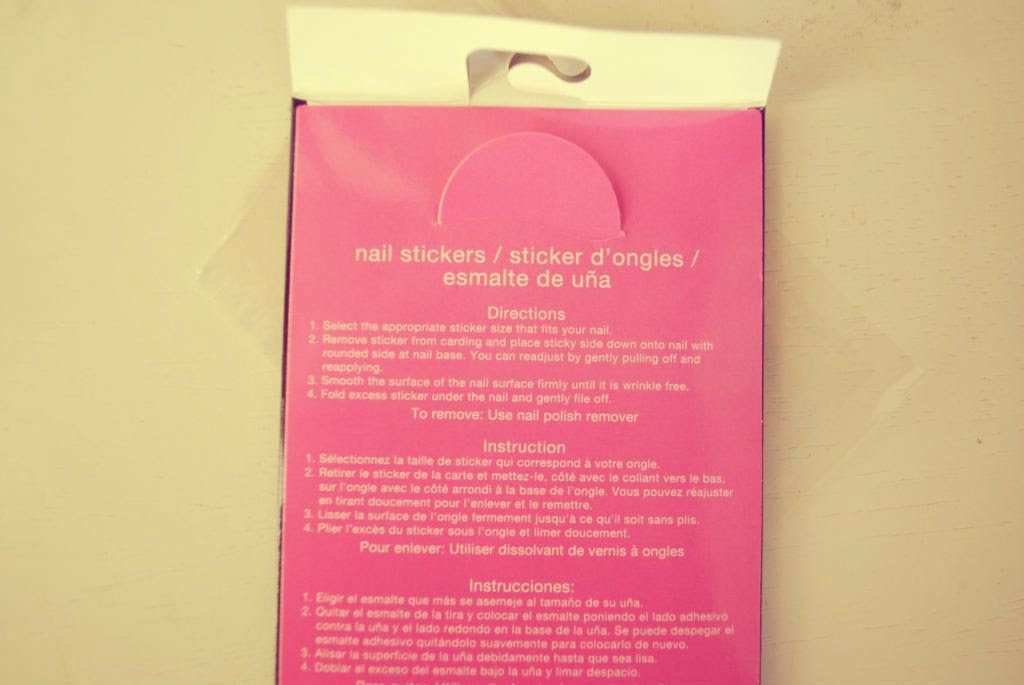 nail stickers / sticker d'ongles /
esmalte de uña
Directions
1. Select the appropriate sticker size that fits your nail.
2. Remove sticker from carding and place sticky side down onto nail with
rounded side at nail base. You can readjust by gently pulling off and
reapplying.
3. Smooth the surface of the nail surface firmly until it is wrinkle free.
4. Fold excess sticker under the nail and gently file off.
To remove: Use nail polish remover
Instruction
1. Sélectionnez la taille de sticker qui correspond à votre ongle.
2. Retirer le sticker de la carte et mettez-le, côté avec le coliant vers le bas,
sur l'ongle avec le côté arrondi à la base de l'ongle. Vous pouvez réajuster
en tirant doucement pour l'enlever et le remettre.
3. Lisser la surface de l'ongle fermement jusqu'à ce qu'il soit sans plis.
4. Plier l'excès du sticker sous l'ongle et limer doucement.
Pour enlever: Utiliser dissolvant de vernis à ongles
Instrucciones:
1. Eligir el esmalte que más se asemeje al tamaño de su uña.
2. Quitar el esmalte de la tira y colocar el esmalte poniendo el lado adhesivo
contra la uña y el lado redondo en la base de la uña. Se puede despegar el
esmalte adhesivo quitándolo suavemente para colocarlo de nuevo.
3. Alisar la superficie de la uña debidamente hasta que sea lisa.
4. Doblar el exceso del esmalte bajo la uña y limar despacio.